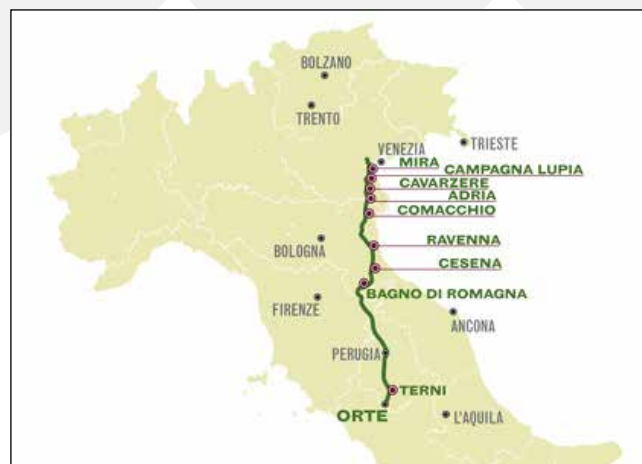 BOLZANO
TRENTO
TRIESTE
VENEZIA
MIRA
CAMPAGNA LUPIA
CAVARZERE
ADRIA
COMACCHIO
BOLOGNA
RAVENNA
CESENA
BAGNO DI ROMAGNA
FIRENZE
ANCONA
PERUGIA
TERNI
ORTE
L'AQUILA